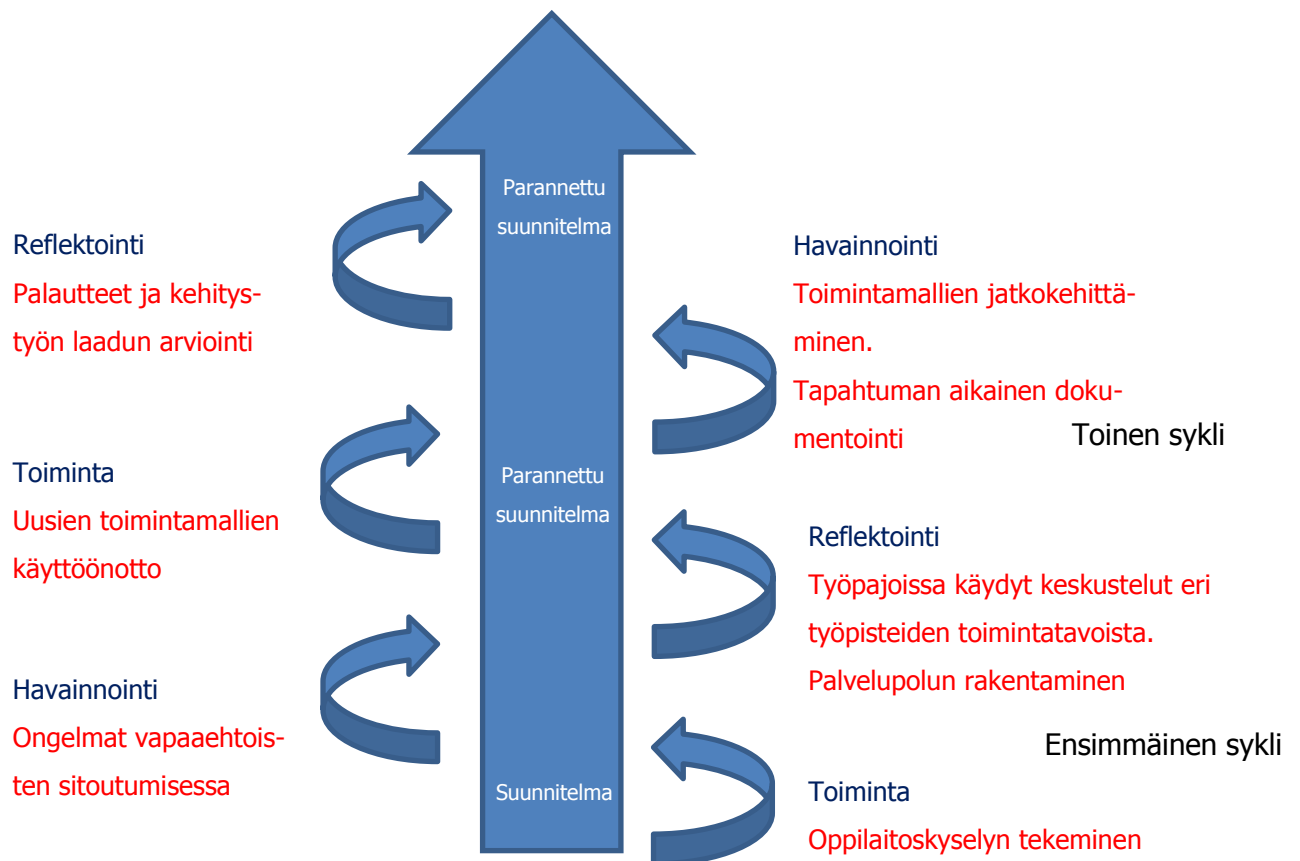 Parannettu
suunnitelma
Reflektointi
Palautteet ja kehitys-
työn laadun arviointi
Havainnointi
Toimintamallien jatkokehittä-
minen.
Tapahtuman aikainen doku-
mentointi
Toinen sykli
Toiminta
Uusien toimintamallien
käyttöönotto
Parannettu
suunnitelma
Reflektointi
Työpajoissa käydyt keskustelut eri
työpisteiden toimintatavoista.
Palvelupolun rakentaminen
Havainnointi
Ongelmat vapaaehtois-
ten sitoutumisessa
Ensimmäinen sykli
Suunnitelma
Toiminta
Oppilaitoskyselyn tekeminen